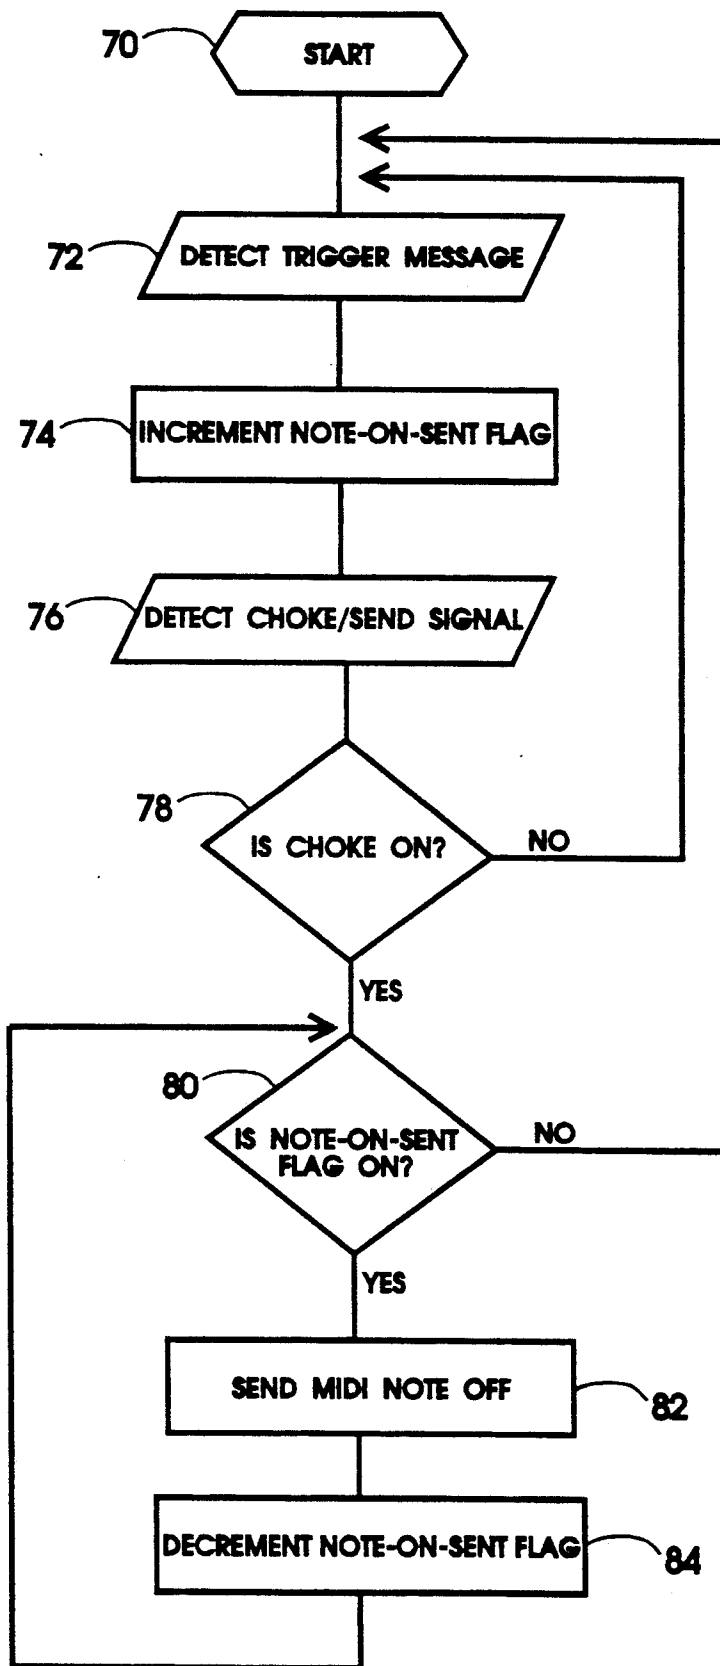 70
START
72
DETECT TRIGGER MESSAGE
74
INCREMENT NOTE-ON-SENT FLAG
76
DETECT CHOKE/SEND SIGNAL
78
IS CHOKE ON?
NO
YES
80
IS NOTE-ON-SENT
FLAG ON?
NO
YES
SEND MIDI NOTE OFF
82
DECREMENT NOTE-ON-SENT FLAG
84